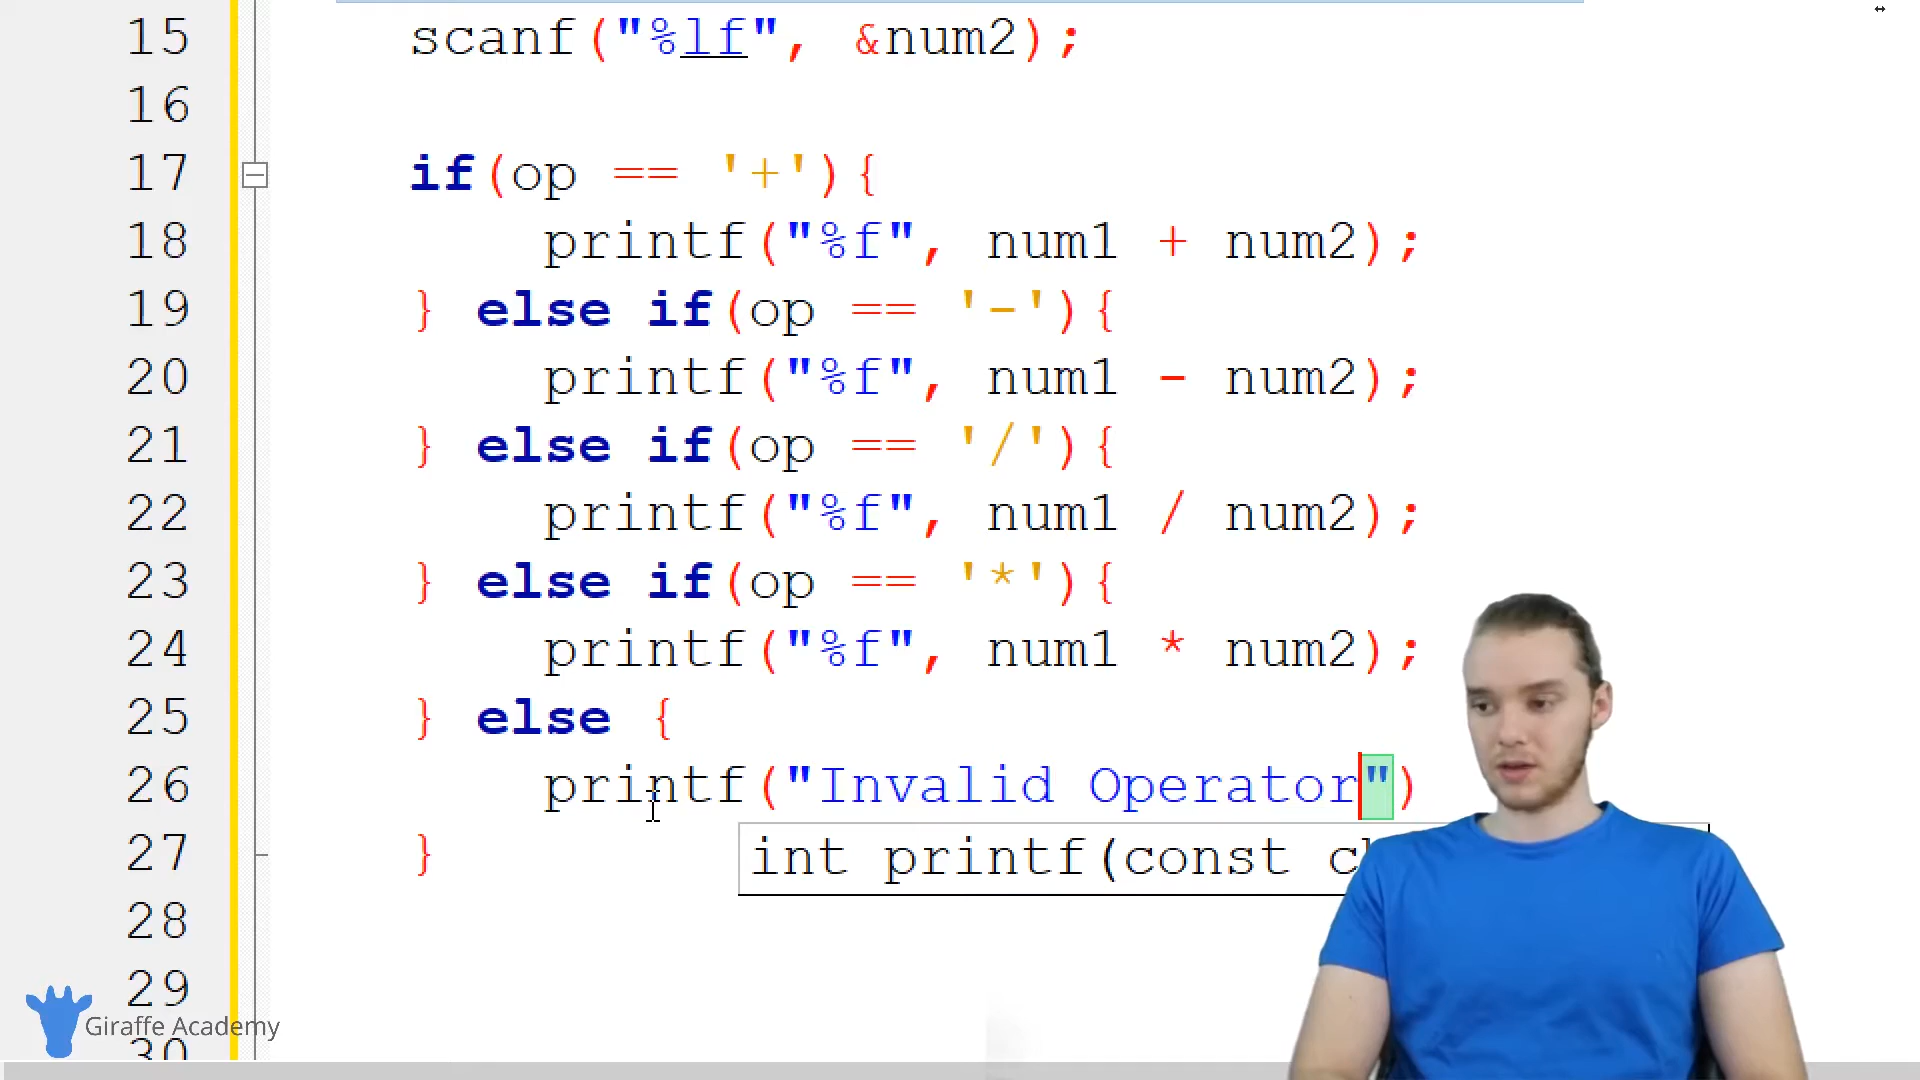 15 scanf("%lf", &num2);
16
17 if(op == '+'){
18 printf("%f", num1 + num2);
19 } else if(op == '-'){
20 printf("%f", num1 - num2);
21 } else if(op == '/'){
22 printf("%f", num1 / num2);
23 } else if(op == '*'){
24 printf("%f", num1 * num2);
25 } else {
26 printf("Invalid Operator")
int printf(const
27 }
28
29
30
Giraffe Academy